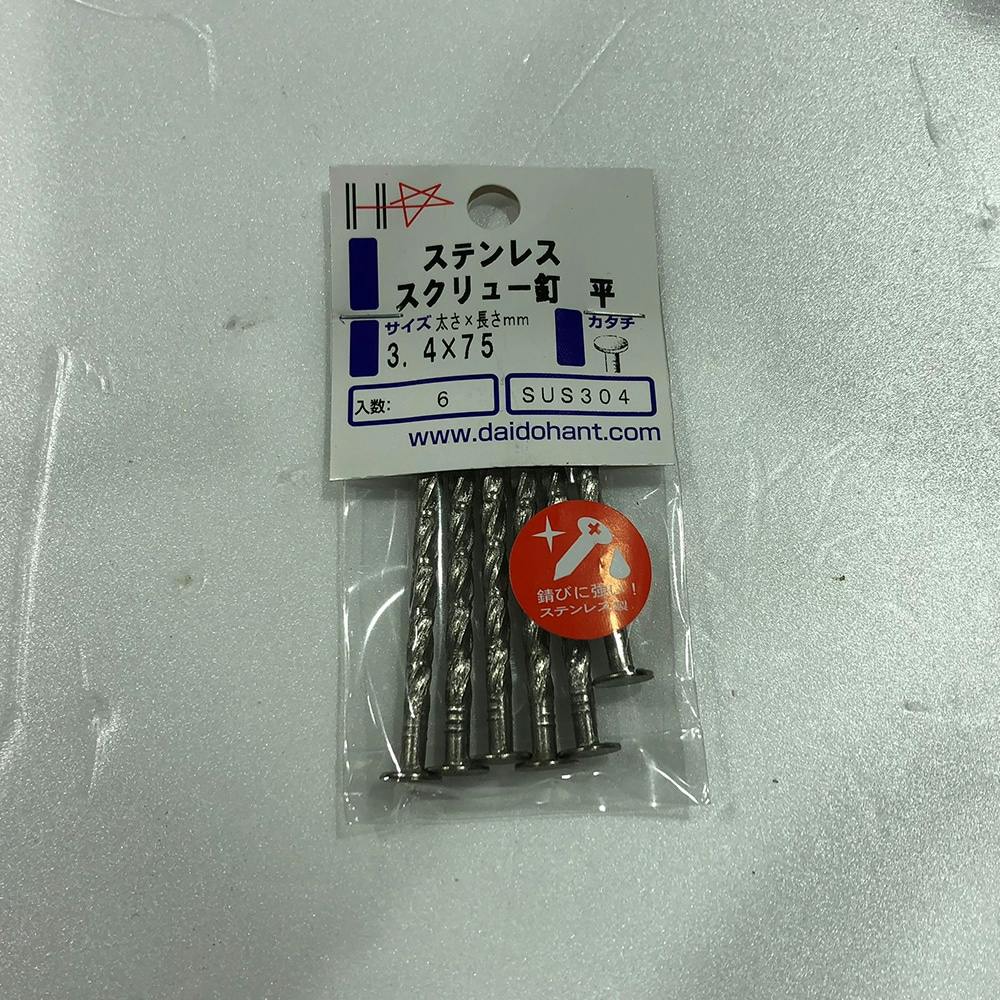 H
ステンレス
スクリュー釘 平
サイズ 太さ×長さmm
カタチ
3.4×75
入数: 6
SUS304
www.daidohant.com
錆びに強い!
ステンレス製